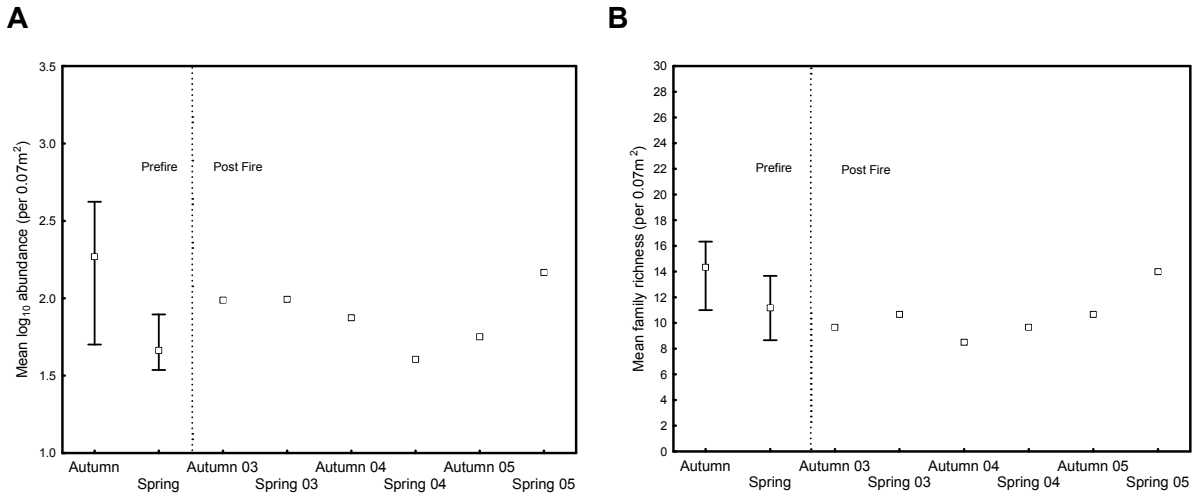 A
Mean log10 abundance (per 0.07m2)
3.5
3.0
2.5
2.0
1.5
1.0
Prefire
Post Fire
Autumn
Spring
Autumn 03
Spring 03
Autumn 04
Spring 04
Autumn 05
Spring 05
B
Mean family richness (per 0.07m2)
30
28
26
24
22
20
18
16
14
12
10
8
6
4
2
0
Prefire
Post Fire
Autumn
Spring
Autumn 03
Spring 03
Autumn 04
Spring 04
Autumn 05
Spring 05